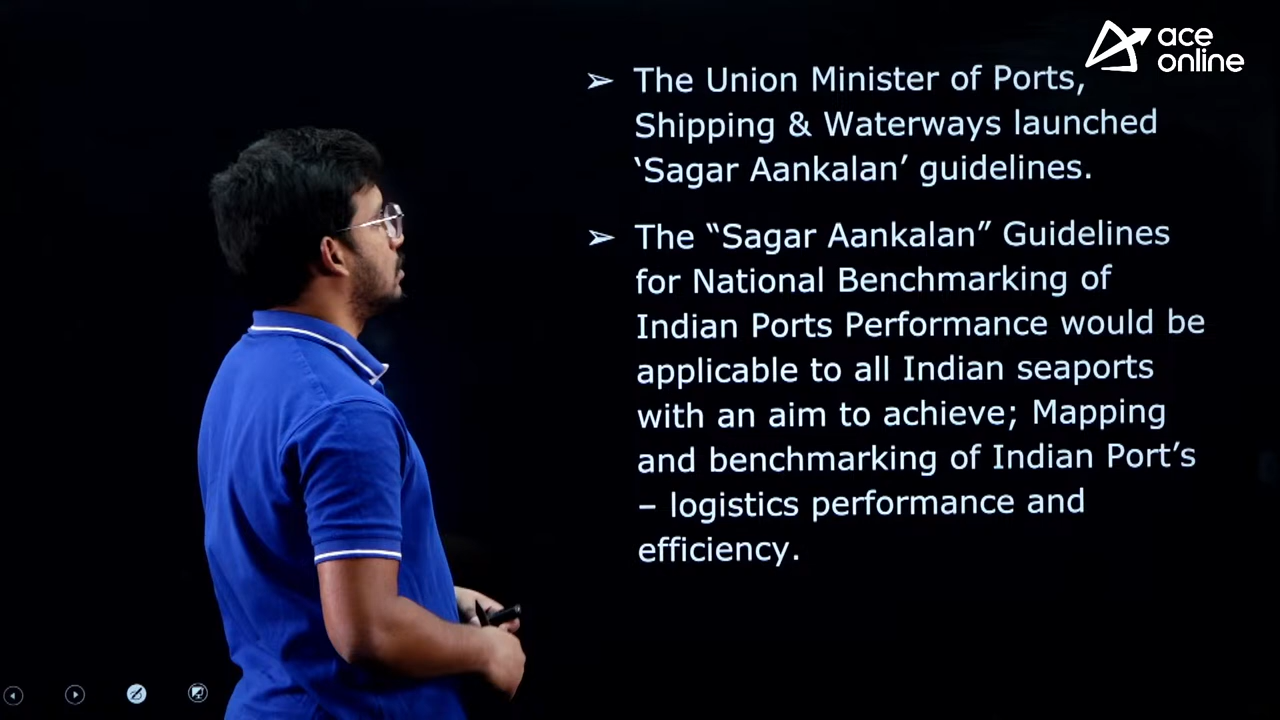 ace
online
➢ The Union Minister of Ports,
Shipping & Waterways launched
‘Sagar Aankalan’ guidelines.
➢ The “Sagar Aankalan” Guidelines
for National Benchmarking of
Indian Ports Performance would be
applicable to all Indian seaports
with an aim to achieve; Mapping
and benchmarking of Indian Port’s
– logistics performance and
efficiency.